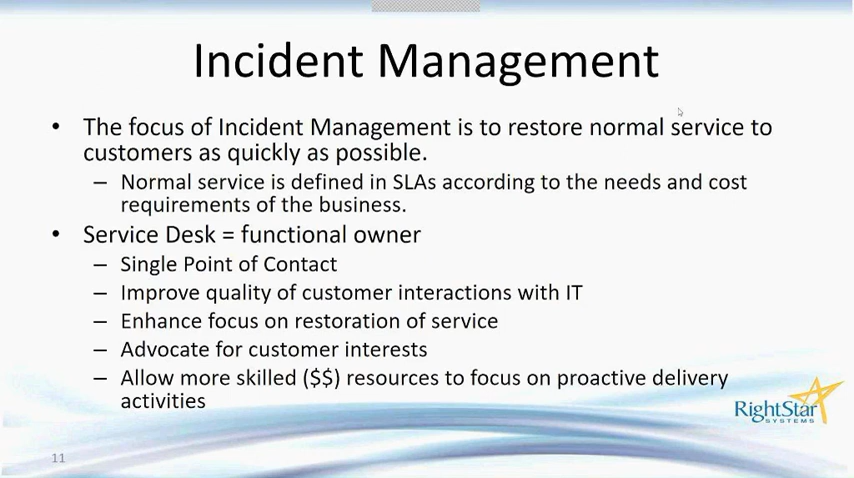 Incident Management
• The focus of Incident Management is to restore normal service to
customers as quickly as possible.
– Normal service is defined in SLAs according to the needs and cost
requirements of the business.
• Service Desk = functional owner
– Single Point of Contact
– Improve quality of customer interactions with IT
– Enhance focus on restoration of service
– Advocate for customer interests
– Allow more skilled ($$) resources to focus on proactive delivery
activities
RightStar
SYSTEMS
11